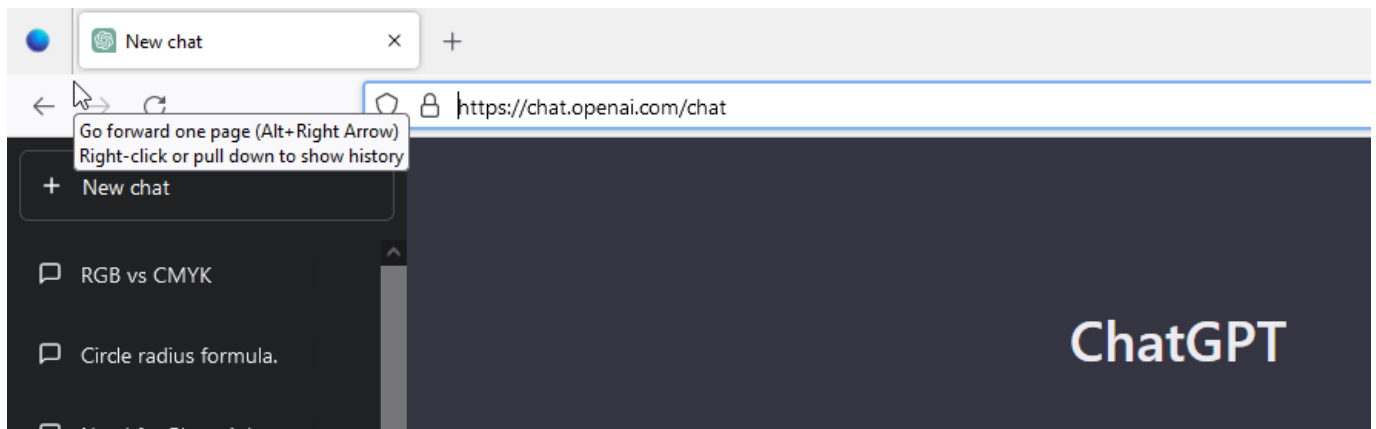 New chat
https://chat.openai.com/chat
Go forward one page (Alt+Right Arrow)
Right-click or pull down to show history
New chat
RGB vs CMYK
Circle radius formula.
ChatGPT